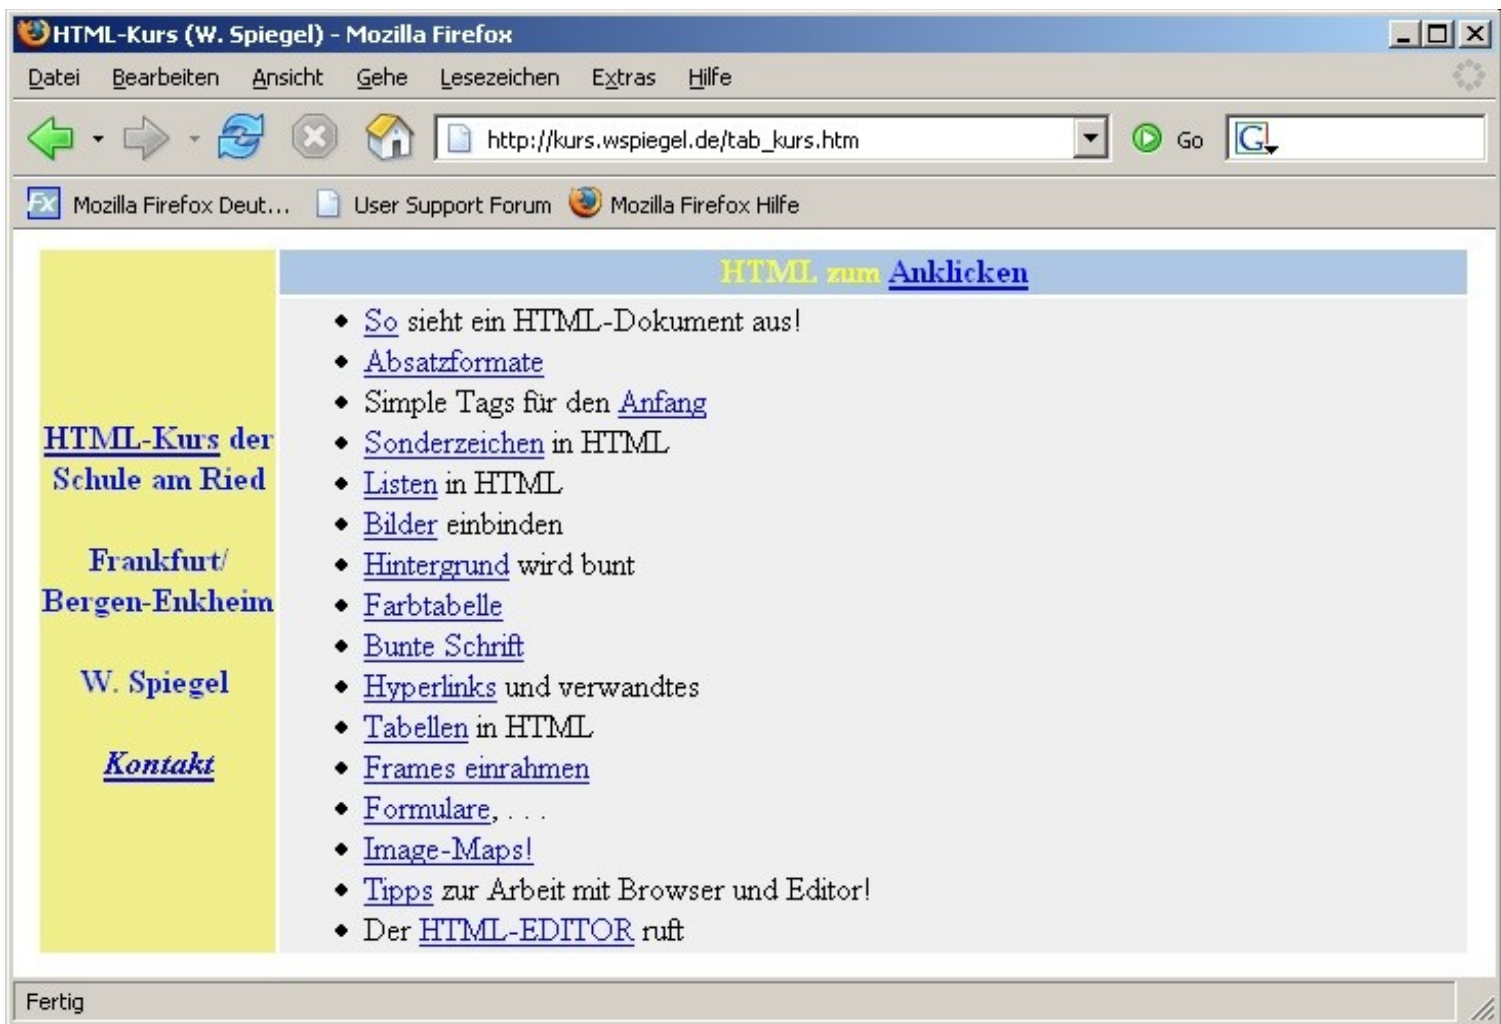 HTML-Kurs (W. Spiegel) - Mozilla Firefox
Datei Bearbeiten Ansicht Gehe Lesezeichen Extras Hilfe
http://kurs.wspiegel.de/tab_kurs.htm Go G
Fx Mozilla Firefox Deut... User Support Forum Mozilla Firefox Hilfe
HTML-Kurs der
Schule am Ried
Frankfurt/
Bergen-Enkheim
W. Spiegel
Kontakt
HTML zum Anklicken
• So sieht ein HTML-Dokument aus!
• Absatzformate
• Simple Tags für den Anfang
• Sonderzeichen in HTML
• Listen in HTML
• Bilder einbinden
• Hintergrund wird bunt
• Farbtabelle
• Bunte Schrift
• Hyperlinks und verwandtes
• Tabellen in HTML
• Frames einrahmen
• Formulare, . . .
• Image-Maps!
• Tipps zur Arbeit mit Browser und Editor!
• Der HTML-EDITOR ruft
Fertig